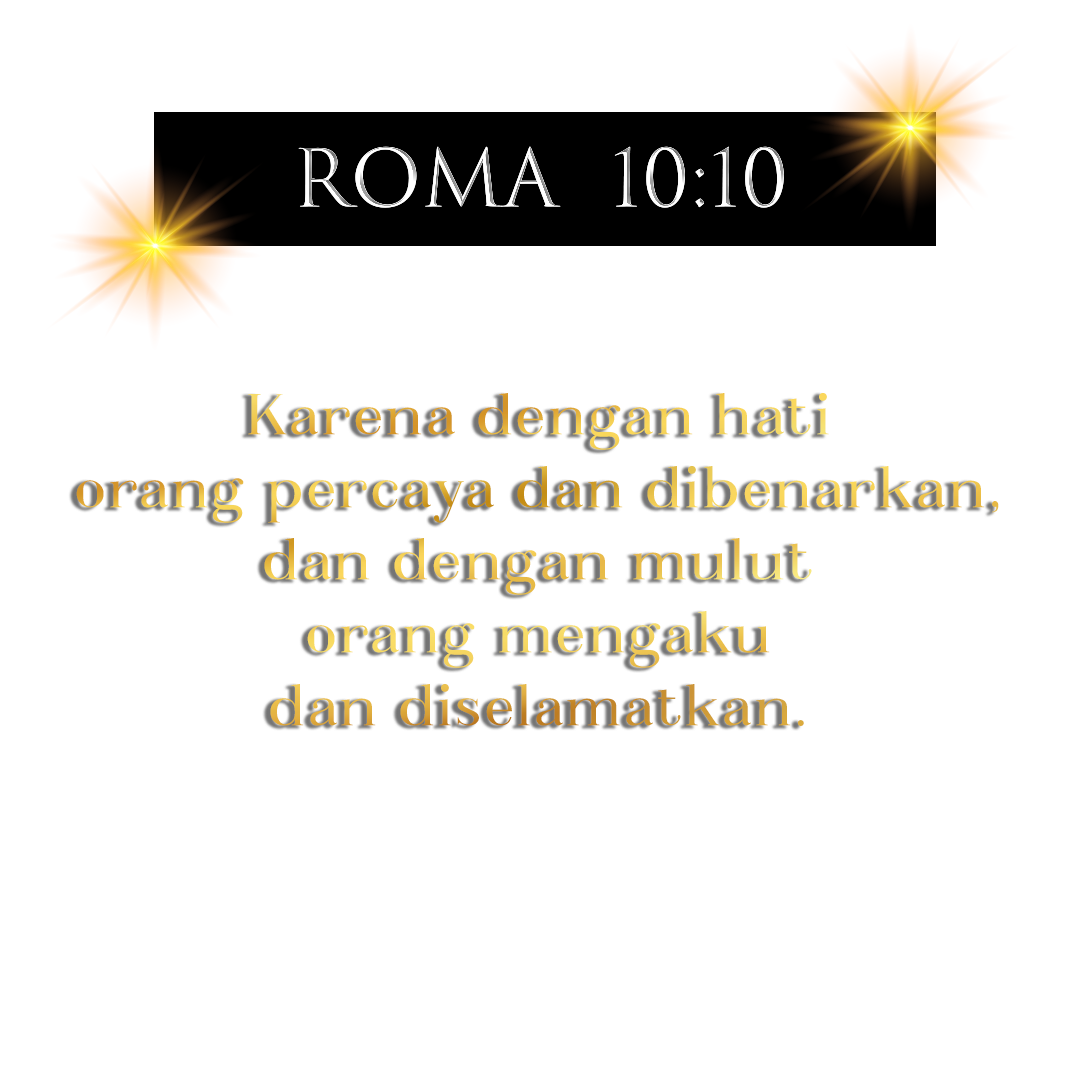 ROMA 10:10
Karena dengan hati
orang percaya dan dibenarkan,
dan dengan mulut
orang mengaku
dan diselamatkan.